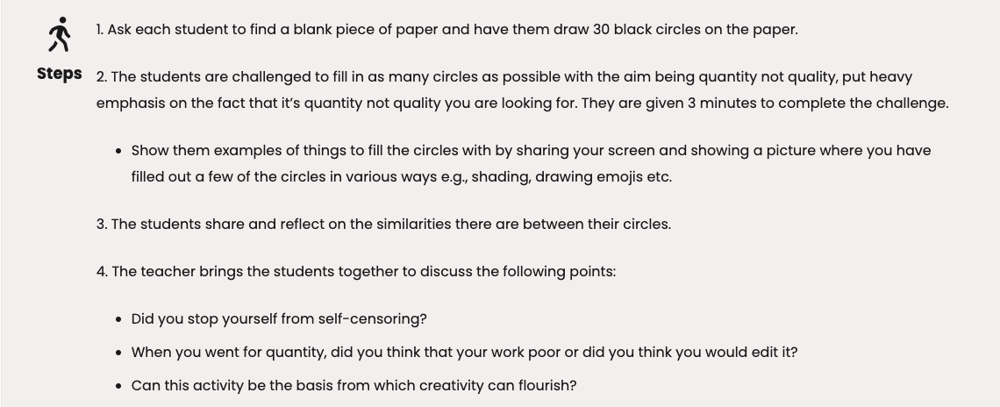 1. Ask each student to find a blank piece of paper and have them draw 30 black circles on the paper.
Steps
2. The students are challenged to fill in as many circles as possible with the aim being quantity not quality, put heavy
emphasis on the fact that it’s quantity not quality you are looking for. They are given 3 minutes to complete the challenge.
• Show them examples of things to fill the circles with by sharing your screen and showing a picture where you have
filled out a few of the circles in various ways e.g., shading, drawing emojis etc.
3. The students share and reflect on the similarities there are between their circles.
4. The teacher brings the students together to discuss the following points:
• Did you stop yourself from self-censoring?
• When you went for quantity, did you think that your work poor or did you think you would edit it?
• Can this activity be the basis from which creativity can flourish?